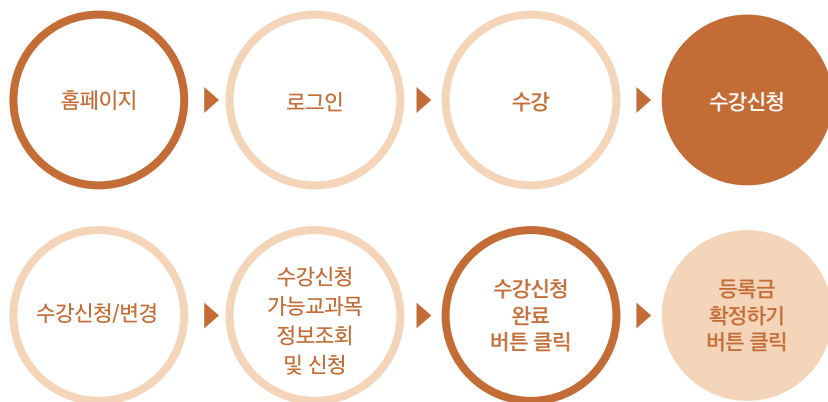 홈페이지
로그인
수강
수강신청
수강신청/변경
수강신청
가능교과목
정보조회
및 신청
수강신청
완료
버튼 클릭
등록금
확정하기
버튼 클릭